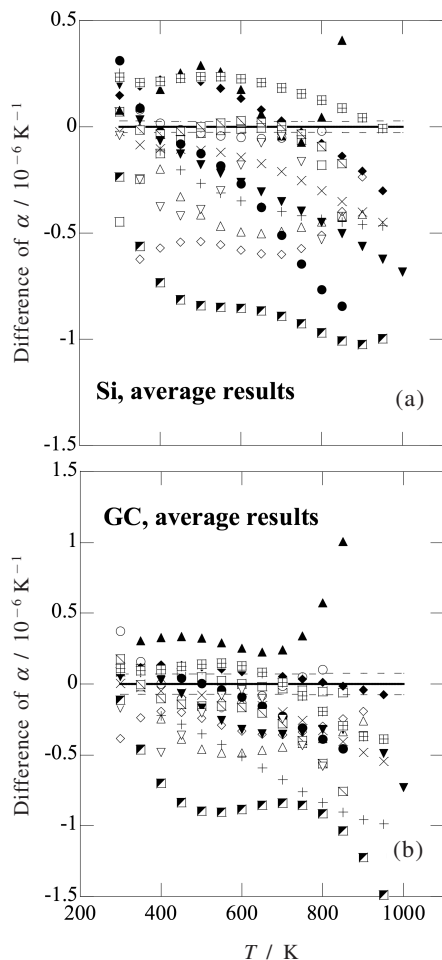 0.5
0
-0.5
-1
-1.5
Difference of α / 10⁻⁶ K⁻¹
Si, average results
(a)
1.5
1
0.5
0
-0.5
-1
-1.5
Difference of α / 10⁻⁶ K⁻¹
GC, average results
(b)
200 400 600 800 1000
T / K